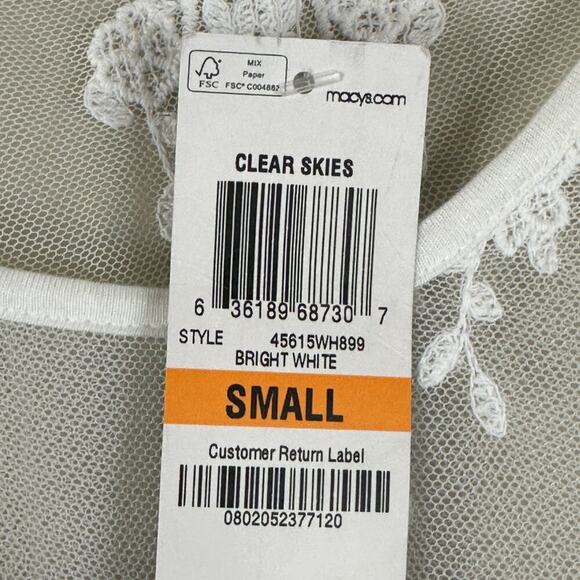 MIX
Paper
FSC
FSC® C004882
macys.com
CLEAR SKIES
6 36189 68730 7
STYLE 45615WH899
BRIGHT WHITE
SMALL
Customer Return Label
0802052377120